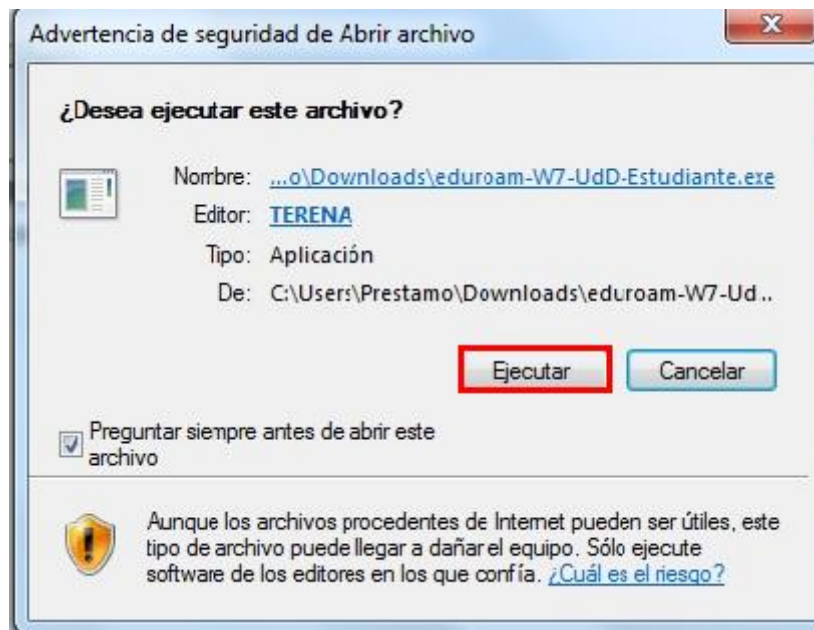 Advertencia de seguridad de Abrir archivo
¿Desea ejecutar este archivo?
Nombre: ...o\Downloads\eduroam-W7-UdD-Estudiante.exe
Editor: TERENA
Tipo: Aplicación
De: C:\Users\Prestamo\Downloads\eduroam-W7-Ud...
Ejecutar Cancelar
Preguntar siempre antes de abrir este
archivo
Aunque los archivos procedentes de Internet pueden ser útiles, este
tipo de archivo puede llegar a dañar el equipo. Sólo ejecute
software de los editores en los que confía. ¿Cuál es el riesgo?